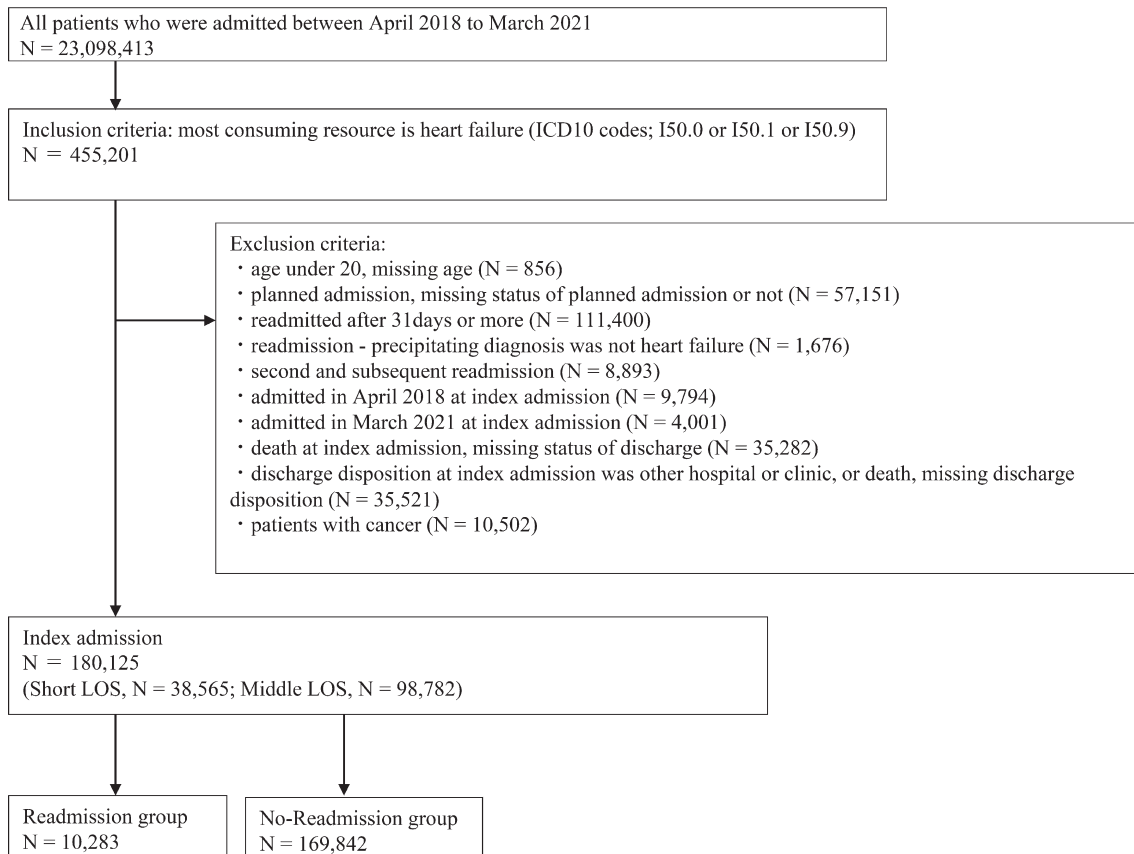 All patients who were admitted between April 2018 to March 2021
N = 23,098,413
Inclusion criteria: most consuming resource is heart failure (ICD10 codes; I50.0 or I50.1 or I50.9)
N = 455,201
Exclusion criteria:
・age under 20, missing age (N = 856)
・planned admission, missing status of planned admission or not (N = 57,151)
・readmitted after 31days or more (N = 111,400)
・readmission - precipitating diagnosis was not heart failure (N = 1,676)
・second and subsequent readmission (N = 8,893)
・admitted in April 2018 at index admission (N = 9,794)
・admitted in March 2021 at index admission (N = 4,001)
・death at index admission, missing status of discharge (N = 35,282)
・discharge disposition at index admission was other hospital or clinic, or death, missing discharge
disposition (N = 35,521)
・patients with cancer (N = 10,502)
Index admission
N = 180,125
(Short LOS, N = 38,565; Middle LOS, N = 98,782)
Readmission group
N = 10,283
No-Readmission group
N = 169,842